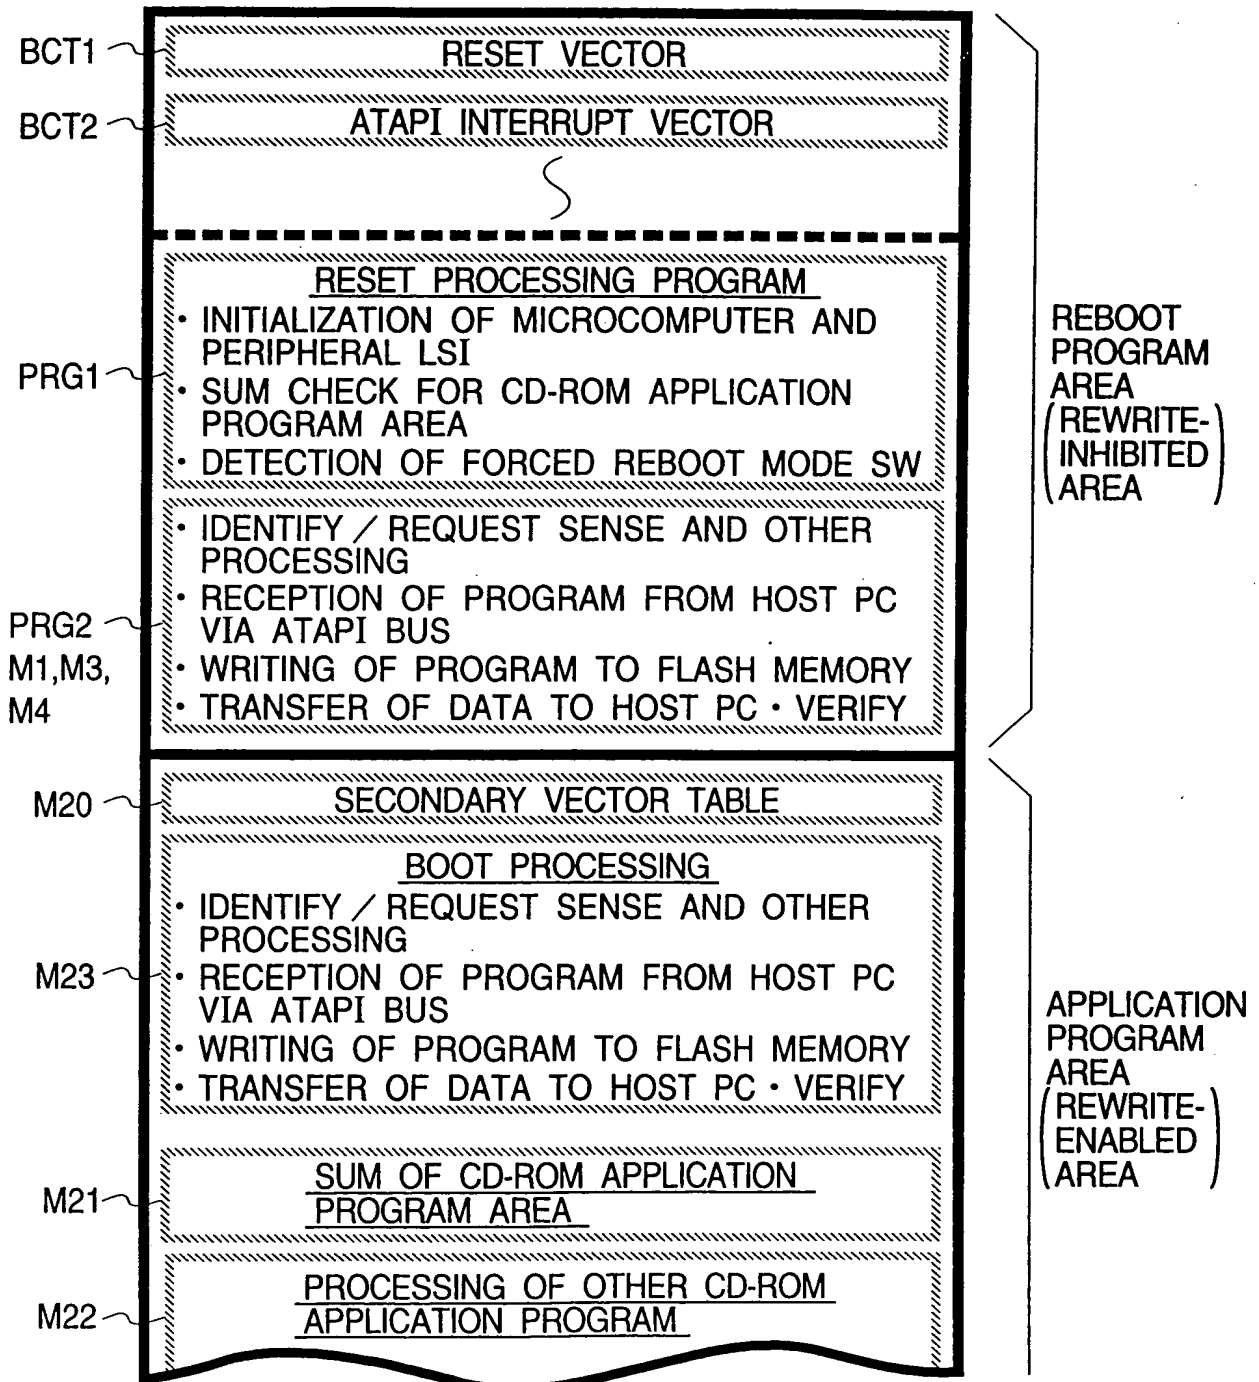 BCT1
RESET VECTOR
BCT2
ATAPI INTERRUPT VECTOR
PRG1
RESET PROCESSING PROGRAM
• INITIALIZATION OF MICROCOMPUTER AND
PERIPHERAL LSI
• SUM CHECK FOR CD-ROM APPLICATION
PROGRAM AREA
• DETECTION OF FORCED REBOOT MODE SW
PRG2
M1,M3,
M4
• IDENTIFY / REQUEST SENSE AND OTHER
PROCESSING
• RECEPTION OF PROGRAM FROM HOST PC
VIA ATAPI BUS
• WRITING OF PROGRAM TO FLASH MEMORY
• TRANSFER OF DATA TO HOST PC • VERIFY
REBOOT
PROGRAM
AREA
(REWRITE-
INHIBITED
AREA)
M20
SECONDARY VECTOR TABLE
M23
BOOT PROCESSING
• IDENTIFY / REQUEST SENSE AND OTHER
PROCESSING
• RECEPTION OF PROGRAM FROM HOST PC
VIA ATAPI BUS
• WRITING OF PROGRAM TO FLASH MEMORY
• TRANSFER OF DATA TO HOST PC • VERIFY
M21
SUM OF CD-ROM APPLICATION
PROGRAM AREA
M22
PROCESSING OF OTHER CD-ROM
APPLICATION PROGRAM
APPLICATION
PROGRAM
AREA
(REWRITE-
ENABLED
AREA)